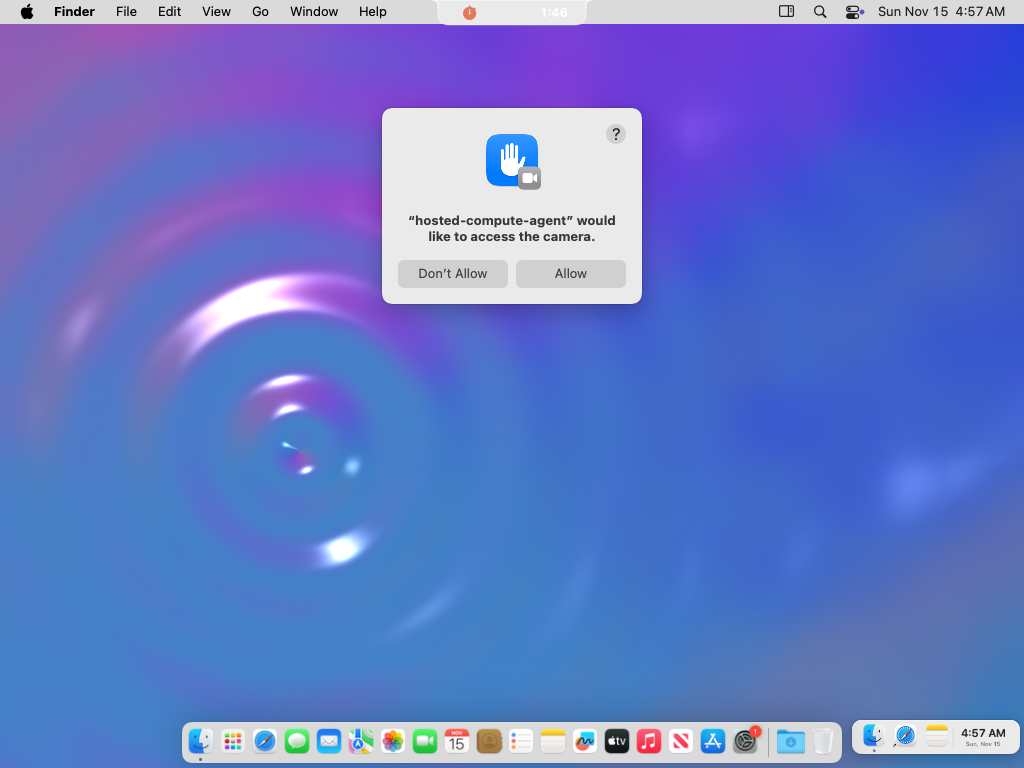 Finder File Edit View Go Window Help 1:46 Sun Nov 15 4:57 AM
?
“hosted-compute-agent” would
like to access the camera.
Don’t Allow Allow
NOV
15
tv
1
4:57 AM
Sun, Nov 15